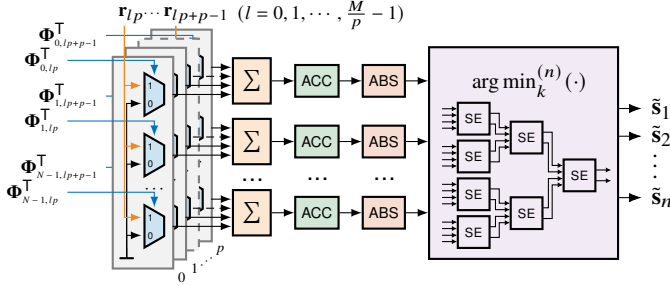 r_{lp} ⋯ r_{lp+p-1} (l = 0, 1, ⋯ , M/p − 1)
Φ^T_{0,lp+p-1}
Φ^T_{0,lp}
Φ^T_{1,lp+p-1}
Φ^T_{1,lp}
Φ^T_{N-1,lp+p-1}
Φ^T_{N-1,lp}
1
0
1
0
...
1
0
0 1 ⋯ p
Σ ACC ABS
Σ ACC ABS
... ... ...
Σ ACC ABS
arg min_k^{(n)} (·)
SE
SE
SE
SE
SE
SE
SE
s̃_1
s̃_2
⋮
s̃_n